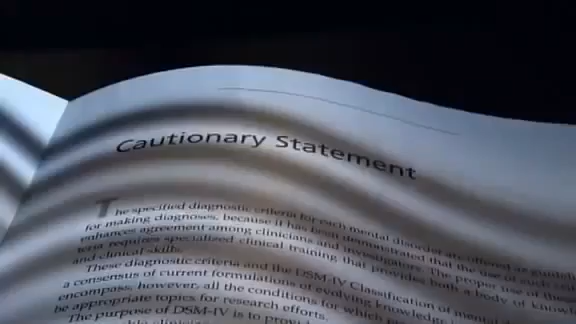 Cautionary Statement
The specified diagnostic criteria for each mental disorder are offered as guidelines
for making diagnoses, because it has been demonstrated that the use of such
enhances agreement among clinicians and investigators. The proper use of these
requires specialized clinical training that provides both a body of
and clinical skills.
These diagnostic criteria and the DSM-IV Classification of mental
a consensus of current formulations of evolving knowledge
encompass, however, all the conditions for which
be appropriate topics for research efforts.
The purpose of DSM-IV is to provide